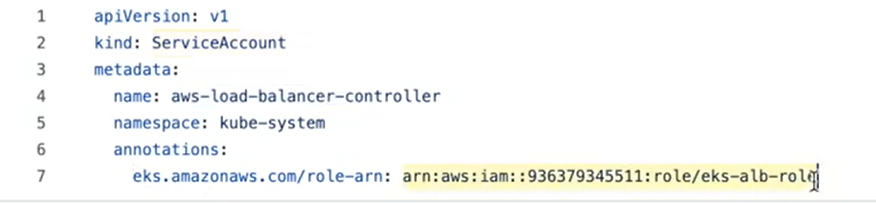 1 apiVersion: v1
2 kind: ServiceAccount
3 metadata:
4   name: aws-load-balancer-controller
5   namespace: kube-system
6   annotations:
7     eks.amazonaws.com/role-arn: arn:aws:iam::936379345511:role/eks-alb-role